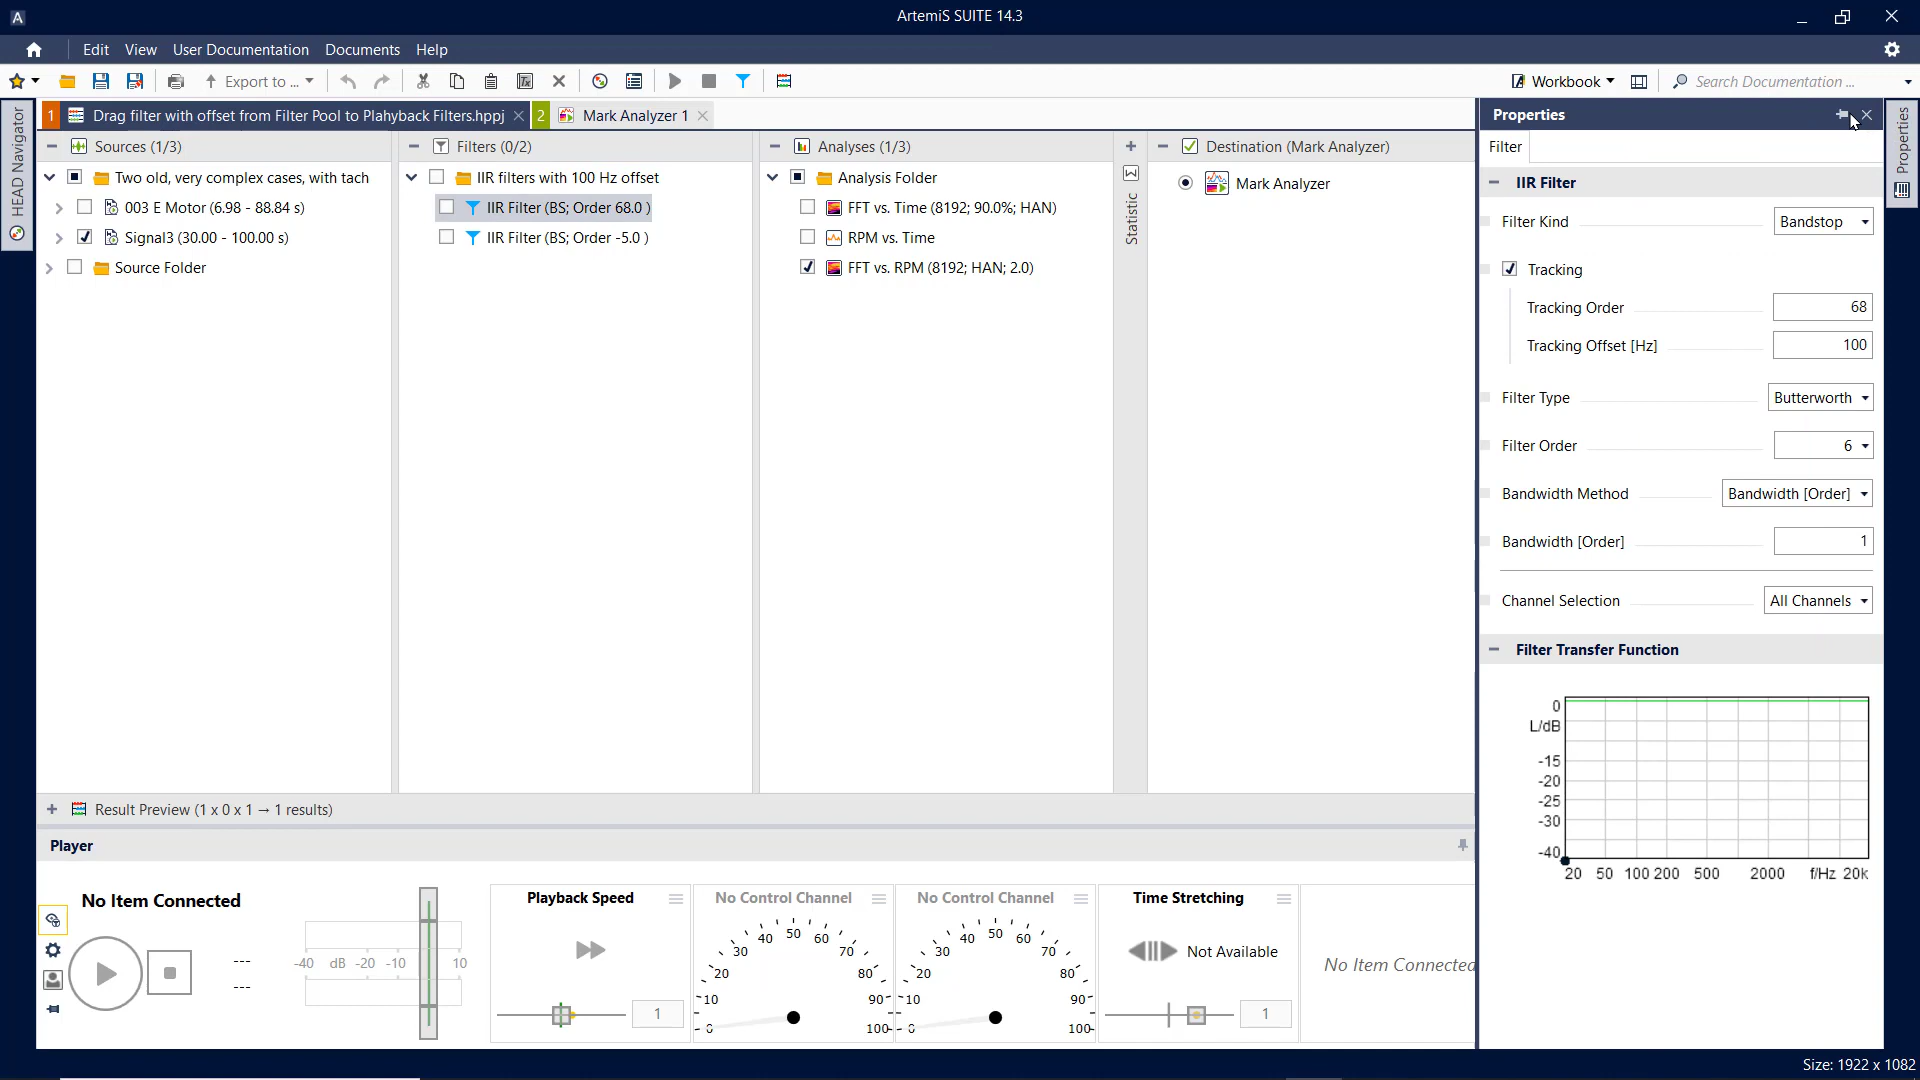 ArtemiS SUITE 14.3
Edit View User Documentation Documents Help
Export to ... Workbook Search Documentation ...
HEAD Navigator
1 Drag filter with offset from Filter Pool to Plahyback Filters.hppj 2 Mark Analyzer 1
Sources (1/3)
Two old, very complex cases, with tach
003 E Motor (6.98 - 88.84 s)
Signal3 (30.00 - 100.00 s)
Source Folder
Filters (0/2)
IIR filters with 100 Hz offset
IIR Filter (BS; Order 68.0 )
IIR Filter (BS; Order -5.0 )
Analyses (1/3)
Analysis Folder
FFT vs. Time (8192; 90.0%; HAN)
RPM vs. Time
FFT vs. RPM (8192; HAN; 2.0)
Statistic
Destination (Mark Analyzer)
Mark Analyzer
Result Preview (1 x 0 x 1 → 1 results)
Player
No Item Connected
---
---
-40 dB -20 -10 10
Playback Speed
1
No Control Channel
0 10 20 30 40 50 60 70 80 90 100
No Control Channel
0 10 20 30 40 50 60 70 80 90 100
Time Stretching
Not Available
1
No Item Connected
Properties
Filter
IIR Filter
Filter Kind Bandstop
Tracking
Tracking Order 68
Tracking Offset [Hz] 100
Filter Type Butterworth
Filter Order 6
Bandwidth Method Bandwidth [Order]
Bandwidth [Order] 1
Channel Selection All Channels
Filter Transfer Function
0
L/dB
-15
-20
-25
-30
-40
20 50 100 200 500 2000 f/Hz 20k
Properties
Size: 1922 x 1082